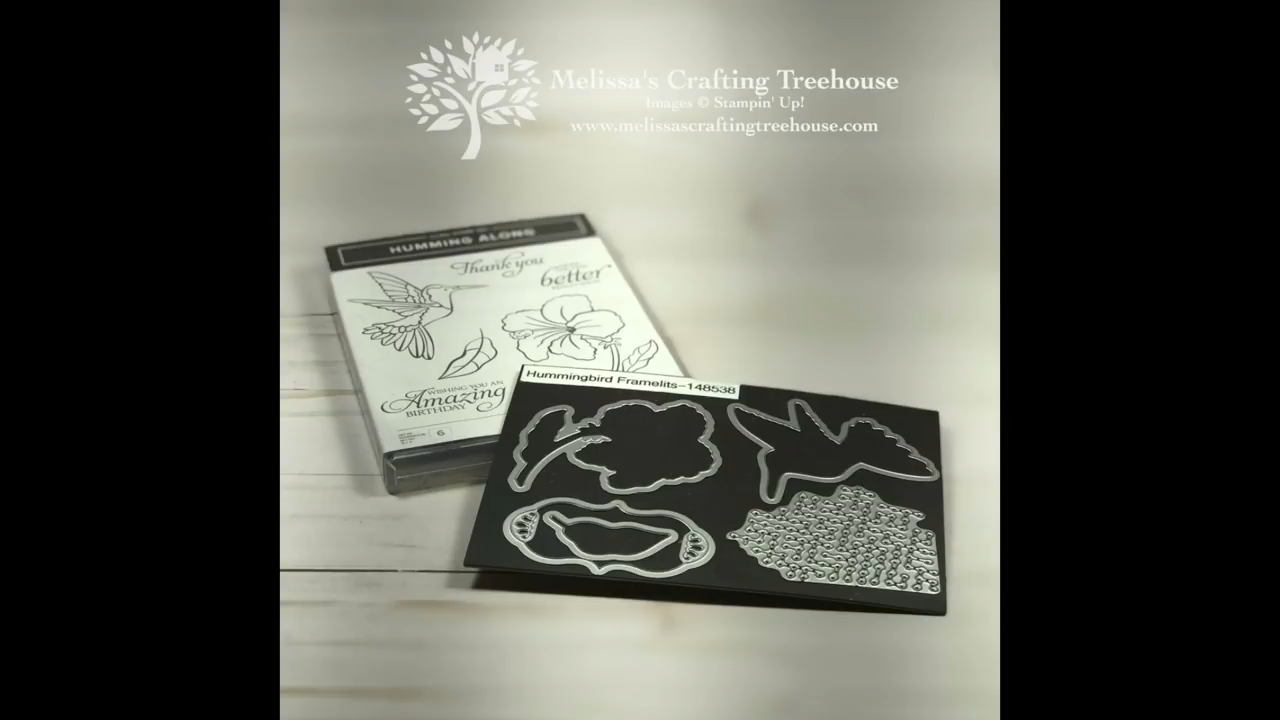 Melissa's Crafting Treehouse
Images © Stampin' Up!
www.melissascraftingtreehouse.com
HUMMING ALONG
Thank you
better
WISHING YOU AN
Amazing
BIRTHDAY
6
Hummingbird Framelits-148538